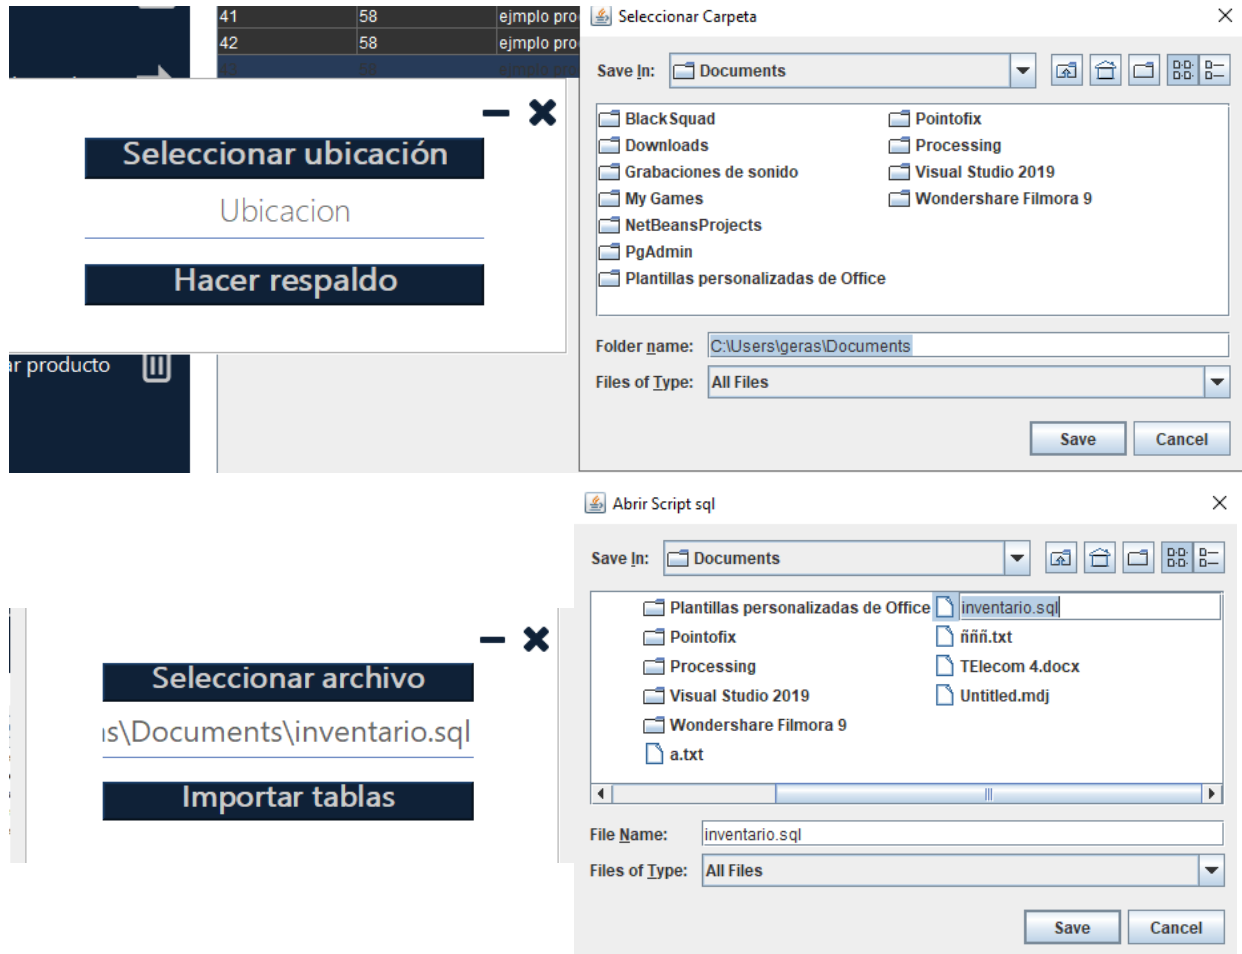 41 58 ejmplo pro
42 58 ejmplo pro
Seleccionar ubicación
Ubicacion
Hacer respaldo
ar producto
Seleccionar Carpeta
Save In: Documents
BlackSquad
Downloads
Grabaciones de sonido
My Games
NetBeansProjects
PgAdmin
Plantillas personalizadas de Office
Pointofix
Processing
Visual Studio 2019
Wondershare Filmora 9
Folder name: C:\Users\geras\Documents
Files of Type: All Files
Save Cancel
Seleccionar archivo
as\Documents\inventario.sql
Importar tablas
Abrir Script sql
Save In: Documents
Plantillas personalizadas de Office
Pointofix
Processing
Visual Studio 2019
Wondershare Filmora 9
a.txt
inventario.sql
ñññ.txt
TElecom 4.docx
Untitled.mdj
File Name: inventario.sql
Files of Type: All Files
Save Cancel